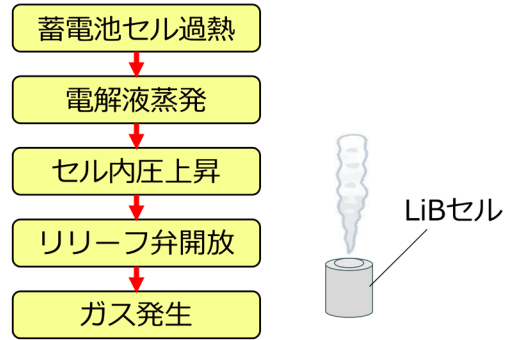 蓄電池セル過熱
電解液蒸発
セル内圧上昇
リリーフ弁開放
ガス発生
LiBセル